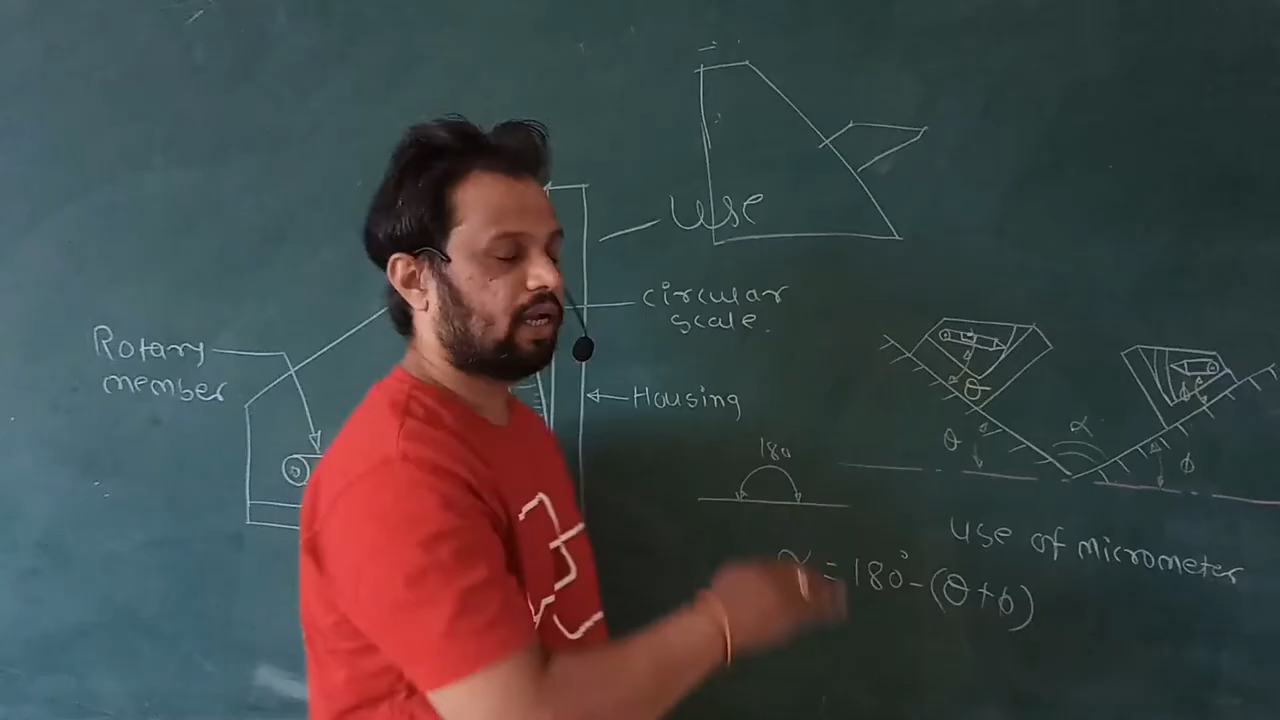 Use
circular
scale.
Rotary
member
Housing
θ
ϕ
θ
α
ϕ
180
use of micrometer
= 180° - (θ+ϕ)